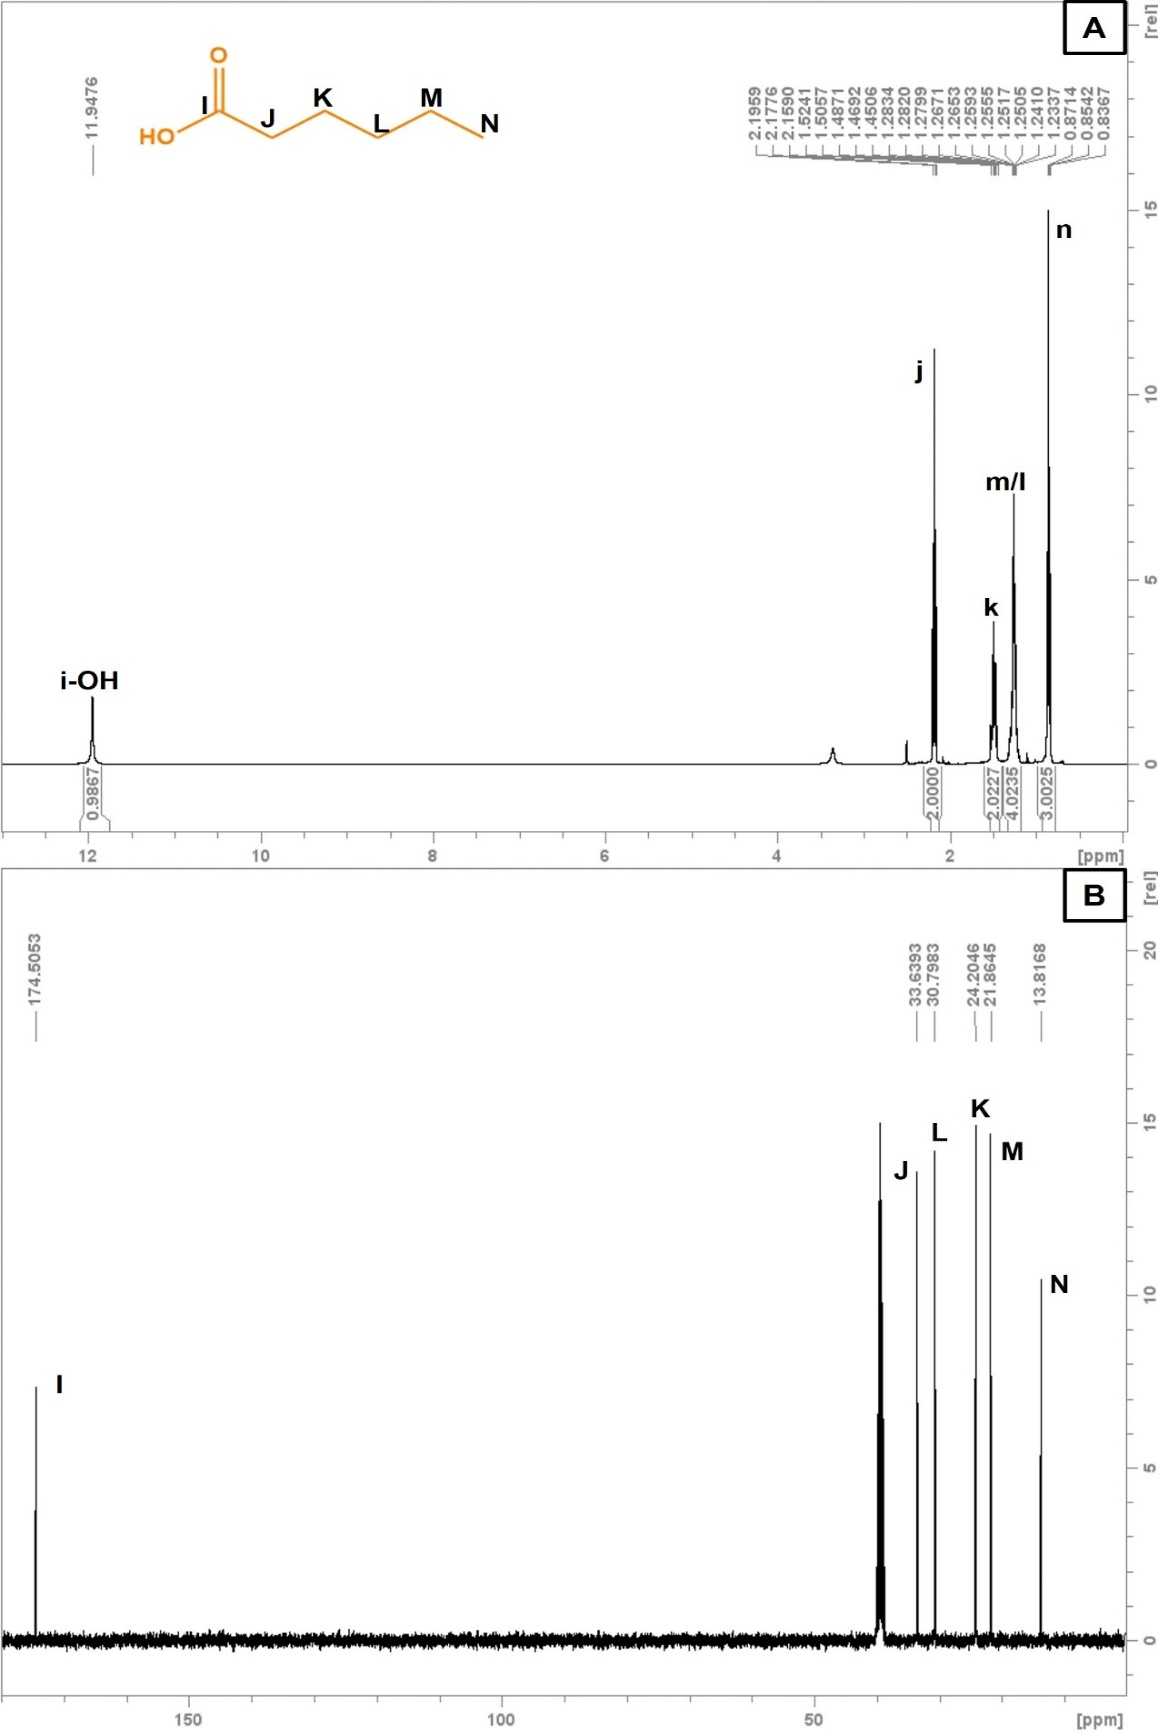 A
[rel]
O
I
J
K
L
M
N
HO
11.9476
2.1959
2.1776
2.1590
1.5241
1.5057
1.4871
1.4692
1.4506
1.2834
1.2820
1.2799
1.2671
1.2653
1.2593
1.2555
1.2517
1.2505
1.2410
1.2337
0.8714
0.8542
0.8367
15
n
j
10
m/l
5
k
i-OH
0
0.9867
2.0000
2.0227
4.0235
3.0025
12 10 8 6 4 2 [ppm]
B
[rel]
174.5053
33.6393
30.7983
24.2046
21.8645
13.8168
20
15
K
L
M
J
10
N
I
5
0
150 100 50 [ppm]